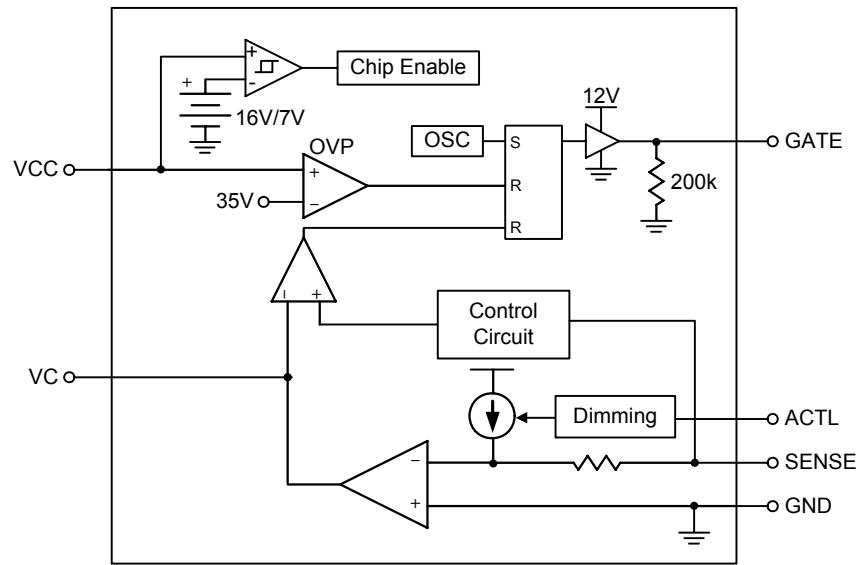 +
-
Chip Enable
+
16V/7V
12V
OVP
OSC
S
GATE
VCC
+
R
200k
35V
–
R
– +
Control
Circuit
VC
Dimming
ACTL
–
SENSE
+
GND